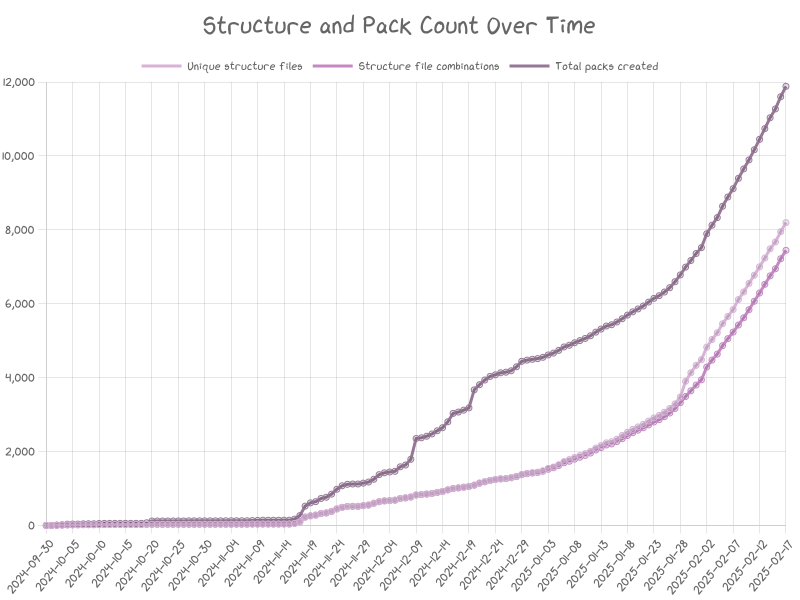 Structure and Pack Count Over Time
Unique structure files Structure file combinations Total packs created
12,000
10,000
8,000
6,000
4,000
2,000
0
2024-09-30 2024-10-05 2024-10-10 2024-10-15 2024-10-20 2024-10-25 2024-10-30 2024-11-04 2024-11-09 2024-11-14 2024-11-19 2024-11-24 2024-11-29 2024-12-04 2024-12-09 2024-12-14 2024-12-19 2024-12-24 2024-12-29 2025-01-03 2025-01-08 2025-01-13 2025-01-18 2025-01-23 2025-01-28 2025-02-02 2025-02-07 2025-02-12 2025-02-17